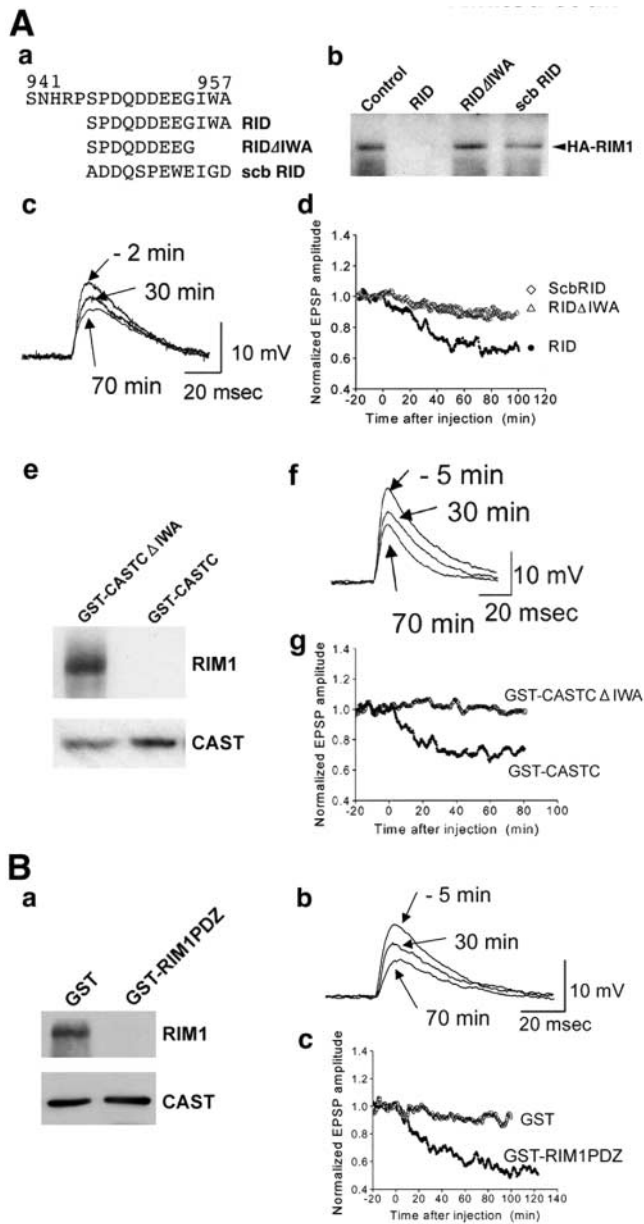 A
a
941 957
SNHRPSPDQDDEEGIWA
SPDQDDEEGIWA RID
SPDQDDEEG RIDΔIWA
ADDQSPEWEIGD scb RID
b
Control RID RIDΔIWA scb RID
HA-RIM1
c
- 2 min
30 min
70 min
10 mV
20 msec
d
Normalized EPSP amplitude
1.4
1.2
1.0
0.8
0.6
0.4
-20 0 20 40 60 80 100 120
Time after injection (min)
ScbRID
RIDΔIWA
RID
e
GST-CASTCΔIWA GST-CASTC
RIM1
CAST
f
- 5 min
30 min
70 min
10 mV
20 msec
g
Normalized EPSP amplitude
1.4
1.2
1.0
0.8
0.6
0.4
-20 0 20 40 60 80 100
Time after injection (min)
GST-CASTCΔIWA
GST-CASTC
B
a
GST GST-RIM1PDZ
RIM1
CAST
b
- 5 min
30 min
70 min
10 mV
20 msec
c
Normalized EPSP amplitude
1.4
1.2
1.0
0.8
0.6
0.4
-20 0 20 40 60 80 100 120 140
Time after injection (min)
GST
GST-RIM1PDZ